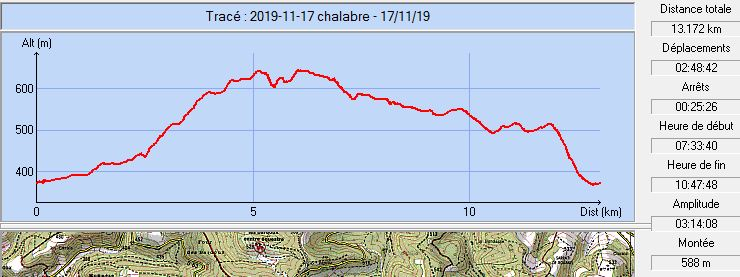 Tracé : 2019-11-17 chalabre - 17/11/19
Alt (m)
600
500
400
0
5
10
Dist (km)
Distance totale
13.172 km
Déplacements
02:48:42
Arrêts
00:25:26
Heure de début
07:33:40
Heure de fin
10:47:48
Amplitude
03:14:08
Montée
588 m